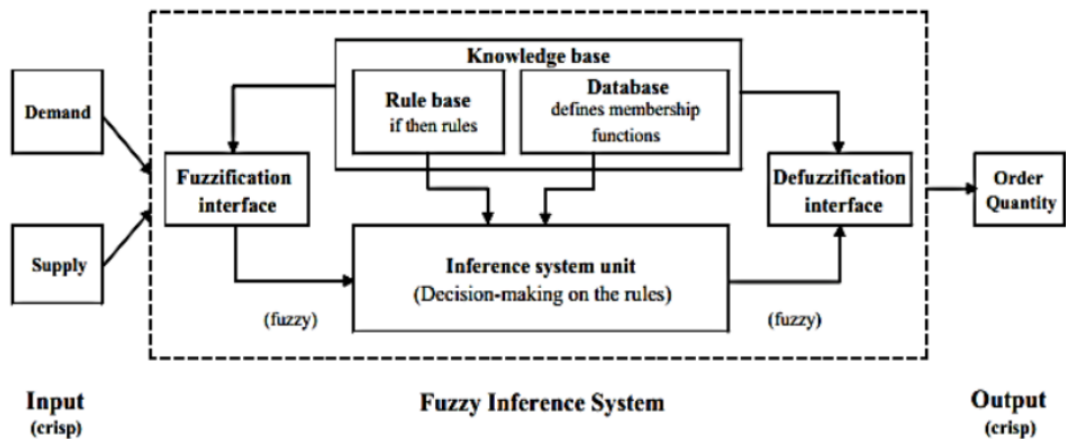 Knowledge base
Demand
Rule base
if then rules
Database
defines membership
functions
Fuzzification
interface
Defuzzification
interface
Order
Quantity
Supply
Inference system unit
(Decision-making on the rules)
(fuzzy)
(fuzzy)
Input
(crisp)
Fuzzy Inference System
Output
(crisp)